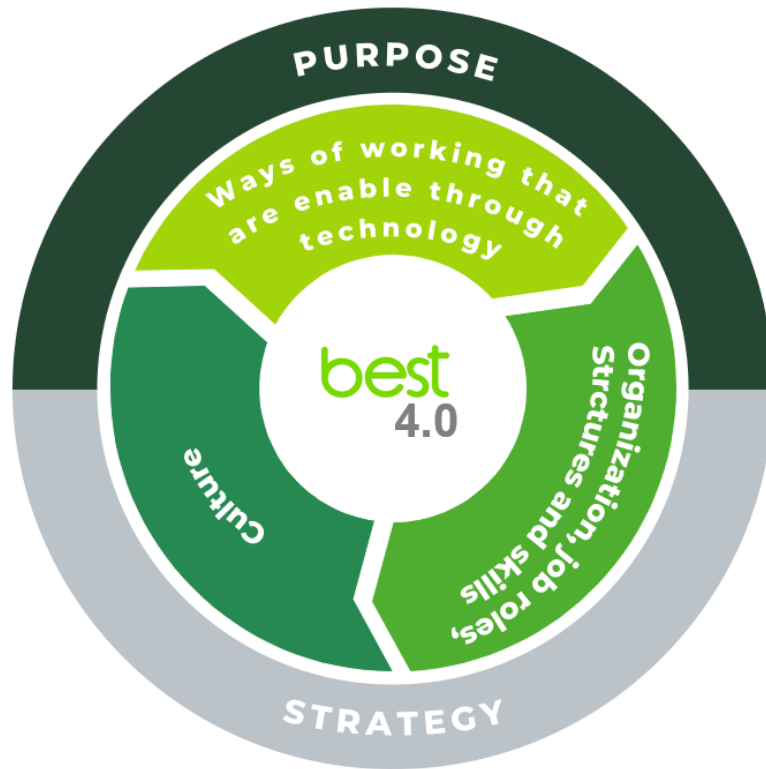 PURPOSE
Ways of working that
are enable through
technology
Organization, job roles,
Strctures and skills
Culture
best
4.0
STRATEGY